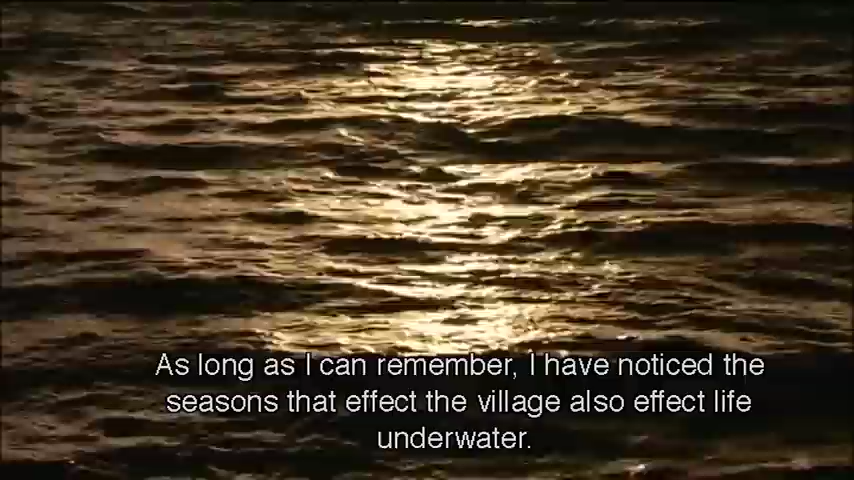 As long as I can remember, I have noticed the
seasons that effect the village also effect life
underwater.